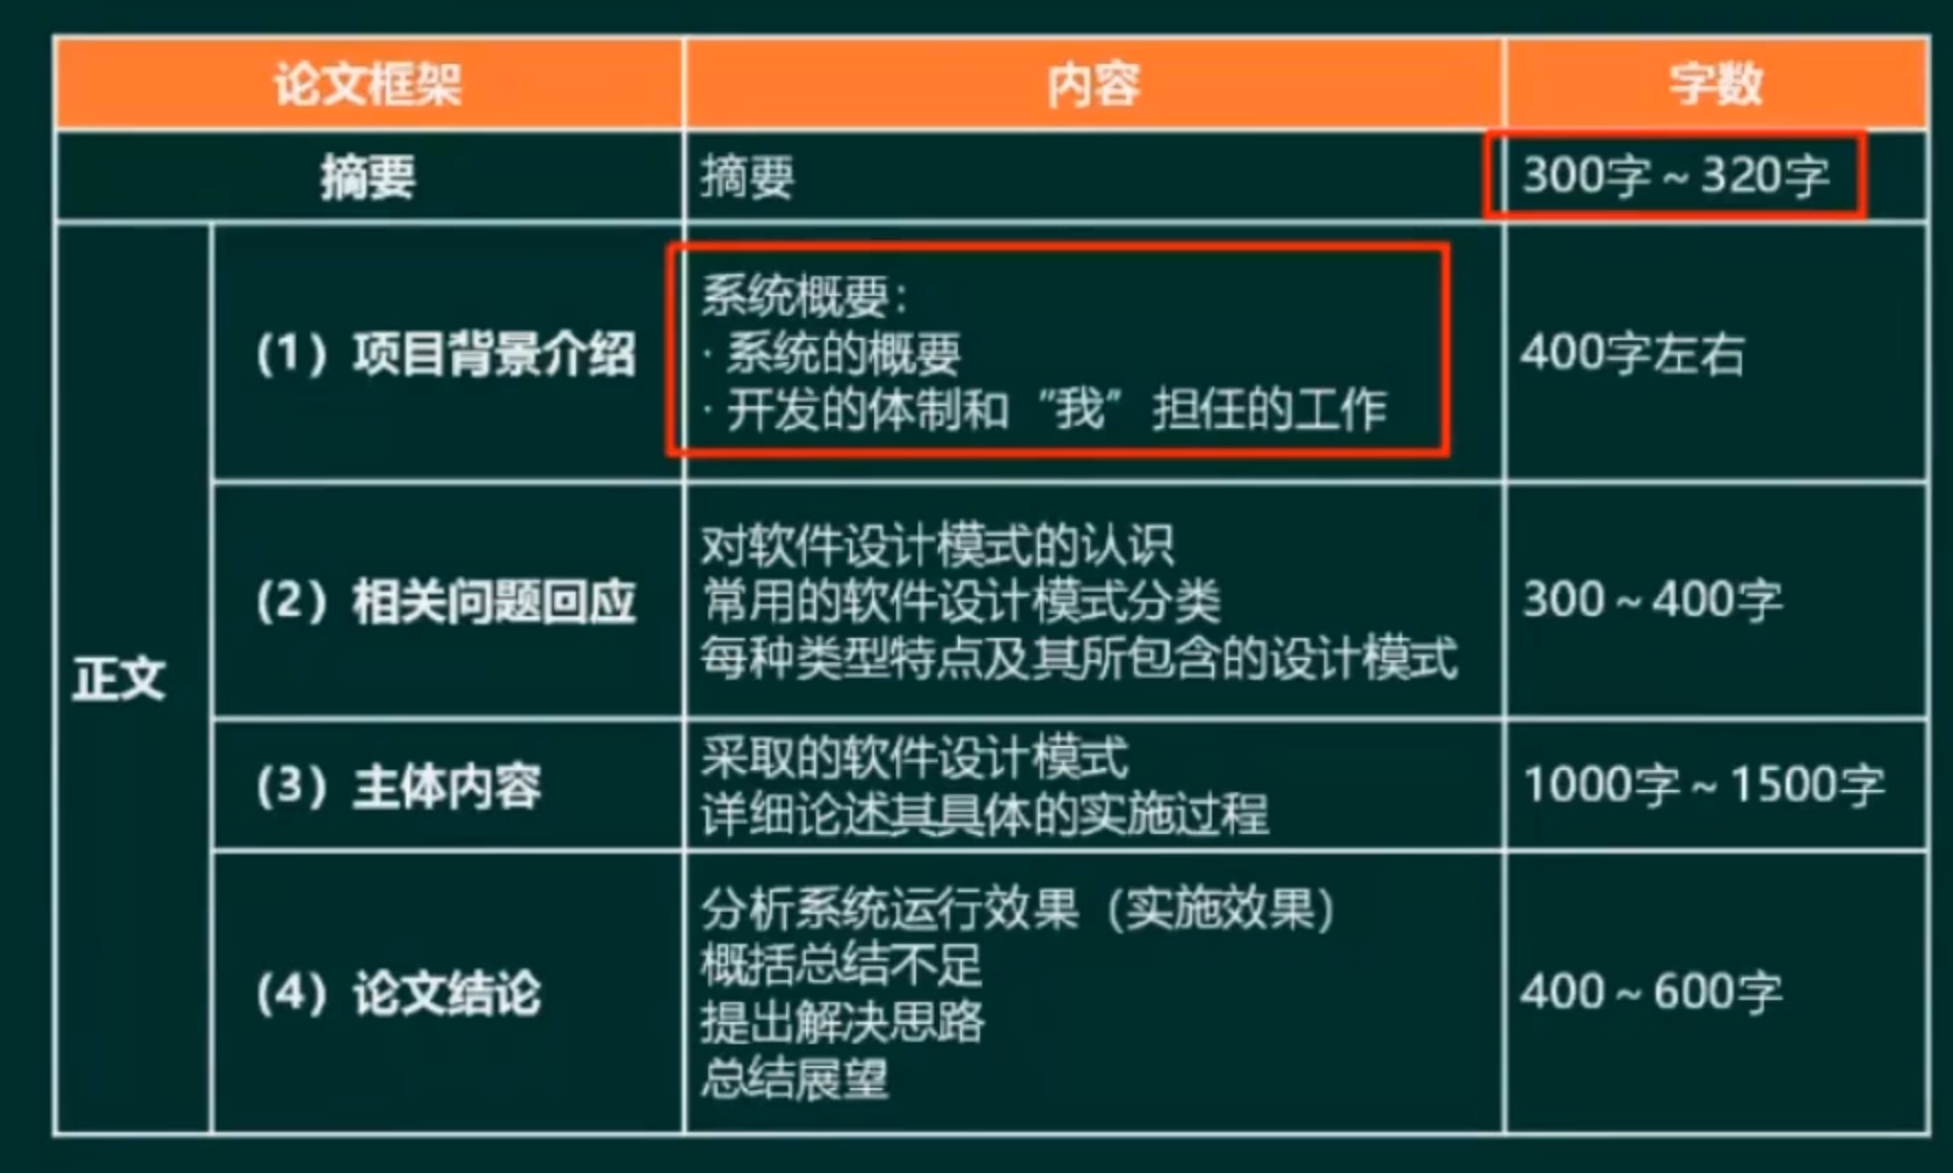 论文框架
内容
字数
摘要
摘要
300字~320字
正文
（1）项目背景介绍
系统概要：
· 系统的概要
· 开发的体制和“我”担任的工作
400字左右
（2）相关问题回应
对软件设计模式的认识
常用的软件设计模式分类
每种类型特点及其所包含的设计模式
300~400字
（3）主体内容
采取的软件设计模式
详细论述其具体的实施过程
1000字~1500字
（4）论文结论
分析系统运行效果（实施效果）
概括总结不足
提出解决思路
总结展望
400~600字